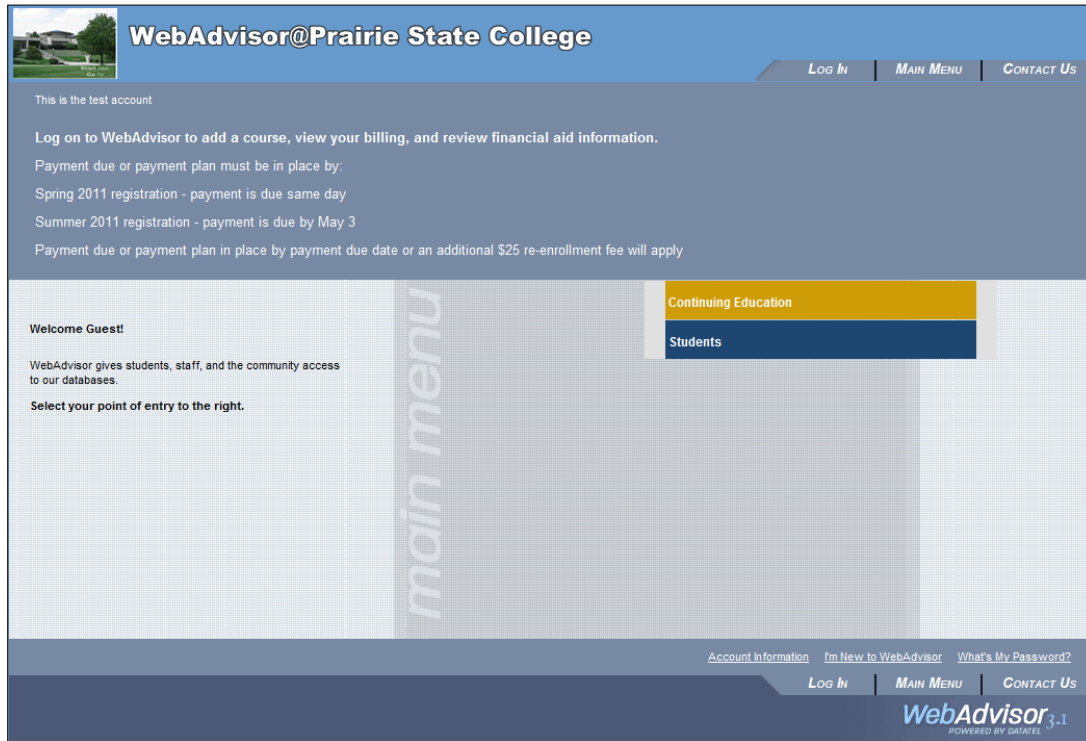 WebAdvisor@Prairie State College
LOG IN MAIN MENU CONTACT US
This is the test account
Log on to WebAdvisor to add a course, view your billing, and review financial aid information.
Payment due or payment plan must be in place by:
Spring 2011 registration - payment is due same day
Summer 2011 registration - payment is due by May 3
Payment due or payment plan in place by payment due date or an additional $25 re-enrollment fee will apply
Continuing Education
Students
Welcome Guest!
WebAdvisor gives students, staff, and the community access
to our databases.
Select your point of entry to the right.
main menu
Account Information I'm New to WebAdvisor What's My Password?
LOG IN MAIN MENU CONTACT US
WebAdvisor 3.1
POWERED BY DATATEL